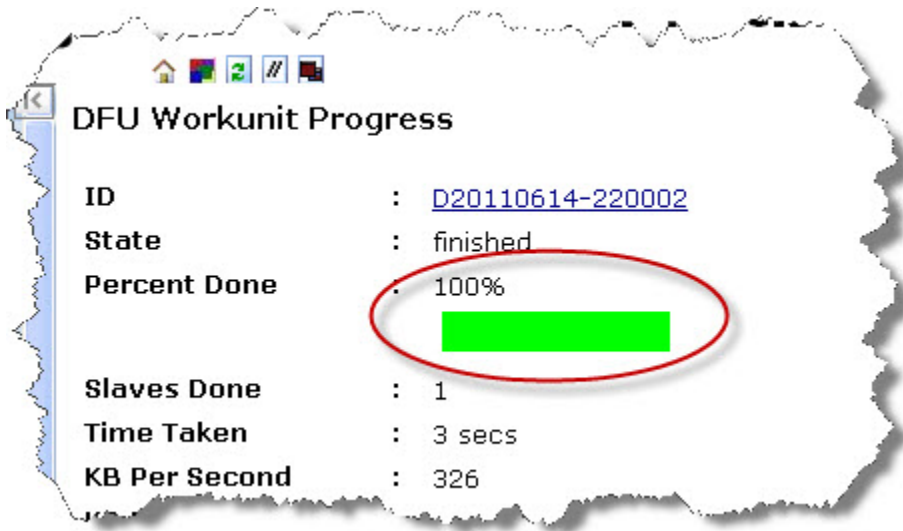 DFU Workunit Progress
ID : D20110614-220002
State : finished
Percent Done : 100%
Slaves Done : 1
Time Taken : 3 secs
KB Per Second : 326